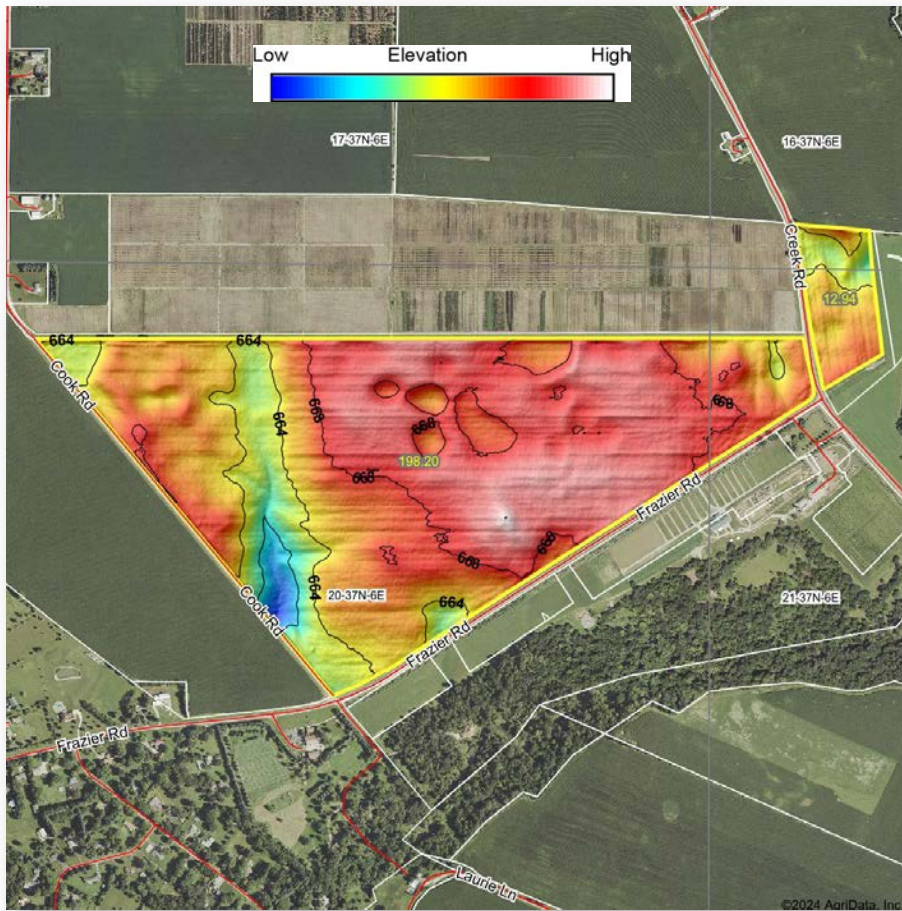 Low Elevation High
17-37N-6E
16-37N-6E
Creek Rd
12.94
664
664
Cook Rd
668
664
668
668
198.20
668
Frazier Rd
668
664
20-37N-6E
664
21-37N-6E
Cook Rd
Frazier Rd
Frazier Rd
Laurie Ln
©2024 AgriData, Inc.